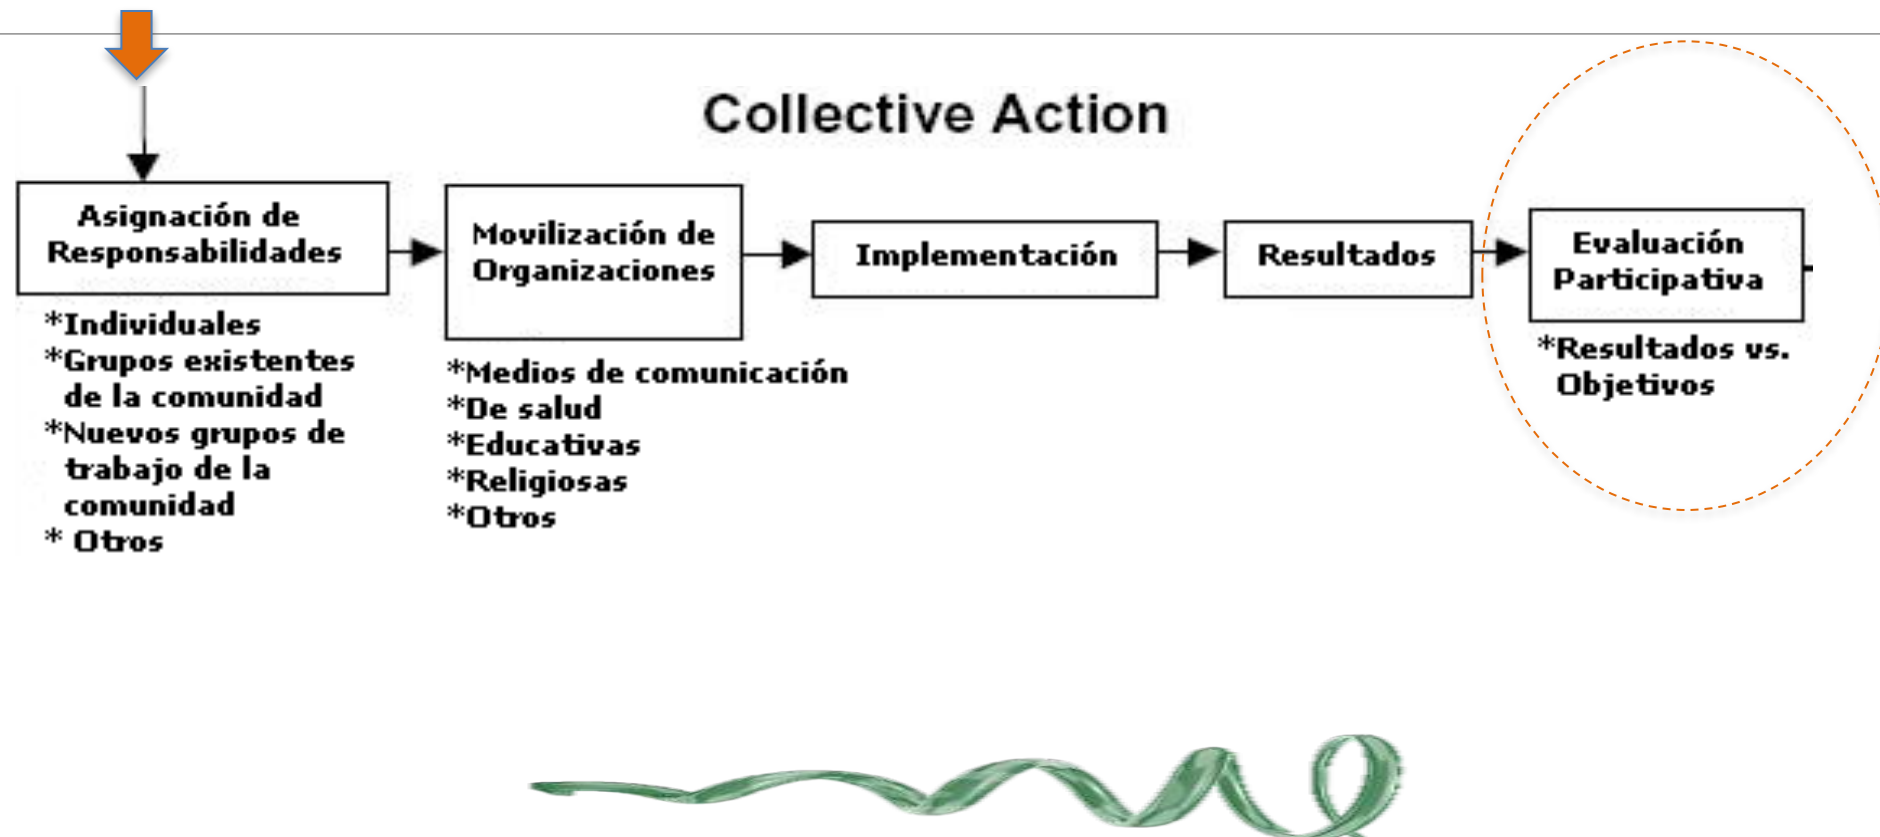 Collective Action
Asignación de
Responsabilidades
*Individuales
*Grupos existentes
de la comunidad
*Nuevos grupos de
trabajo de la
comunidad
* Otros
Movilización de
Organizaciones
*Medios de comunicación
*De salud
*Educativas
*Religiosas
*Otros
Implementación
Resultados
Evaluación
Participativa
*Resultados vs.
Objetivos